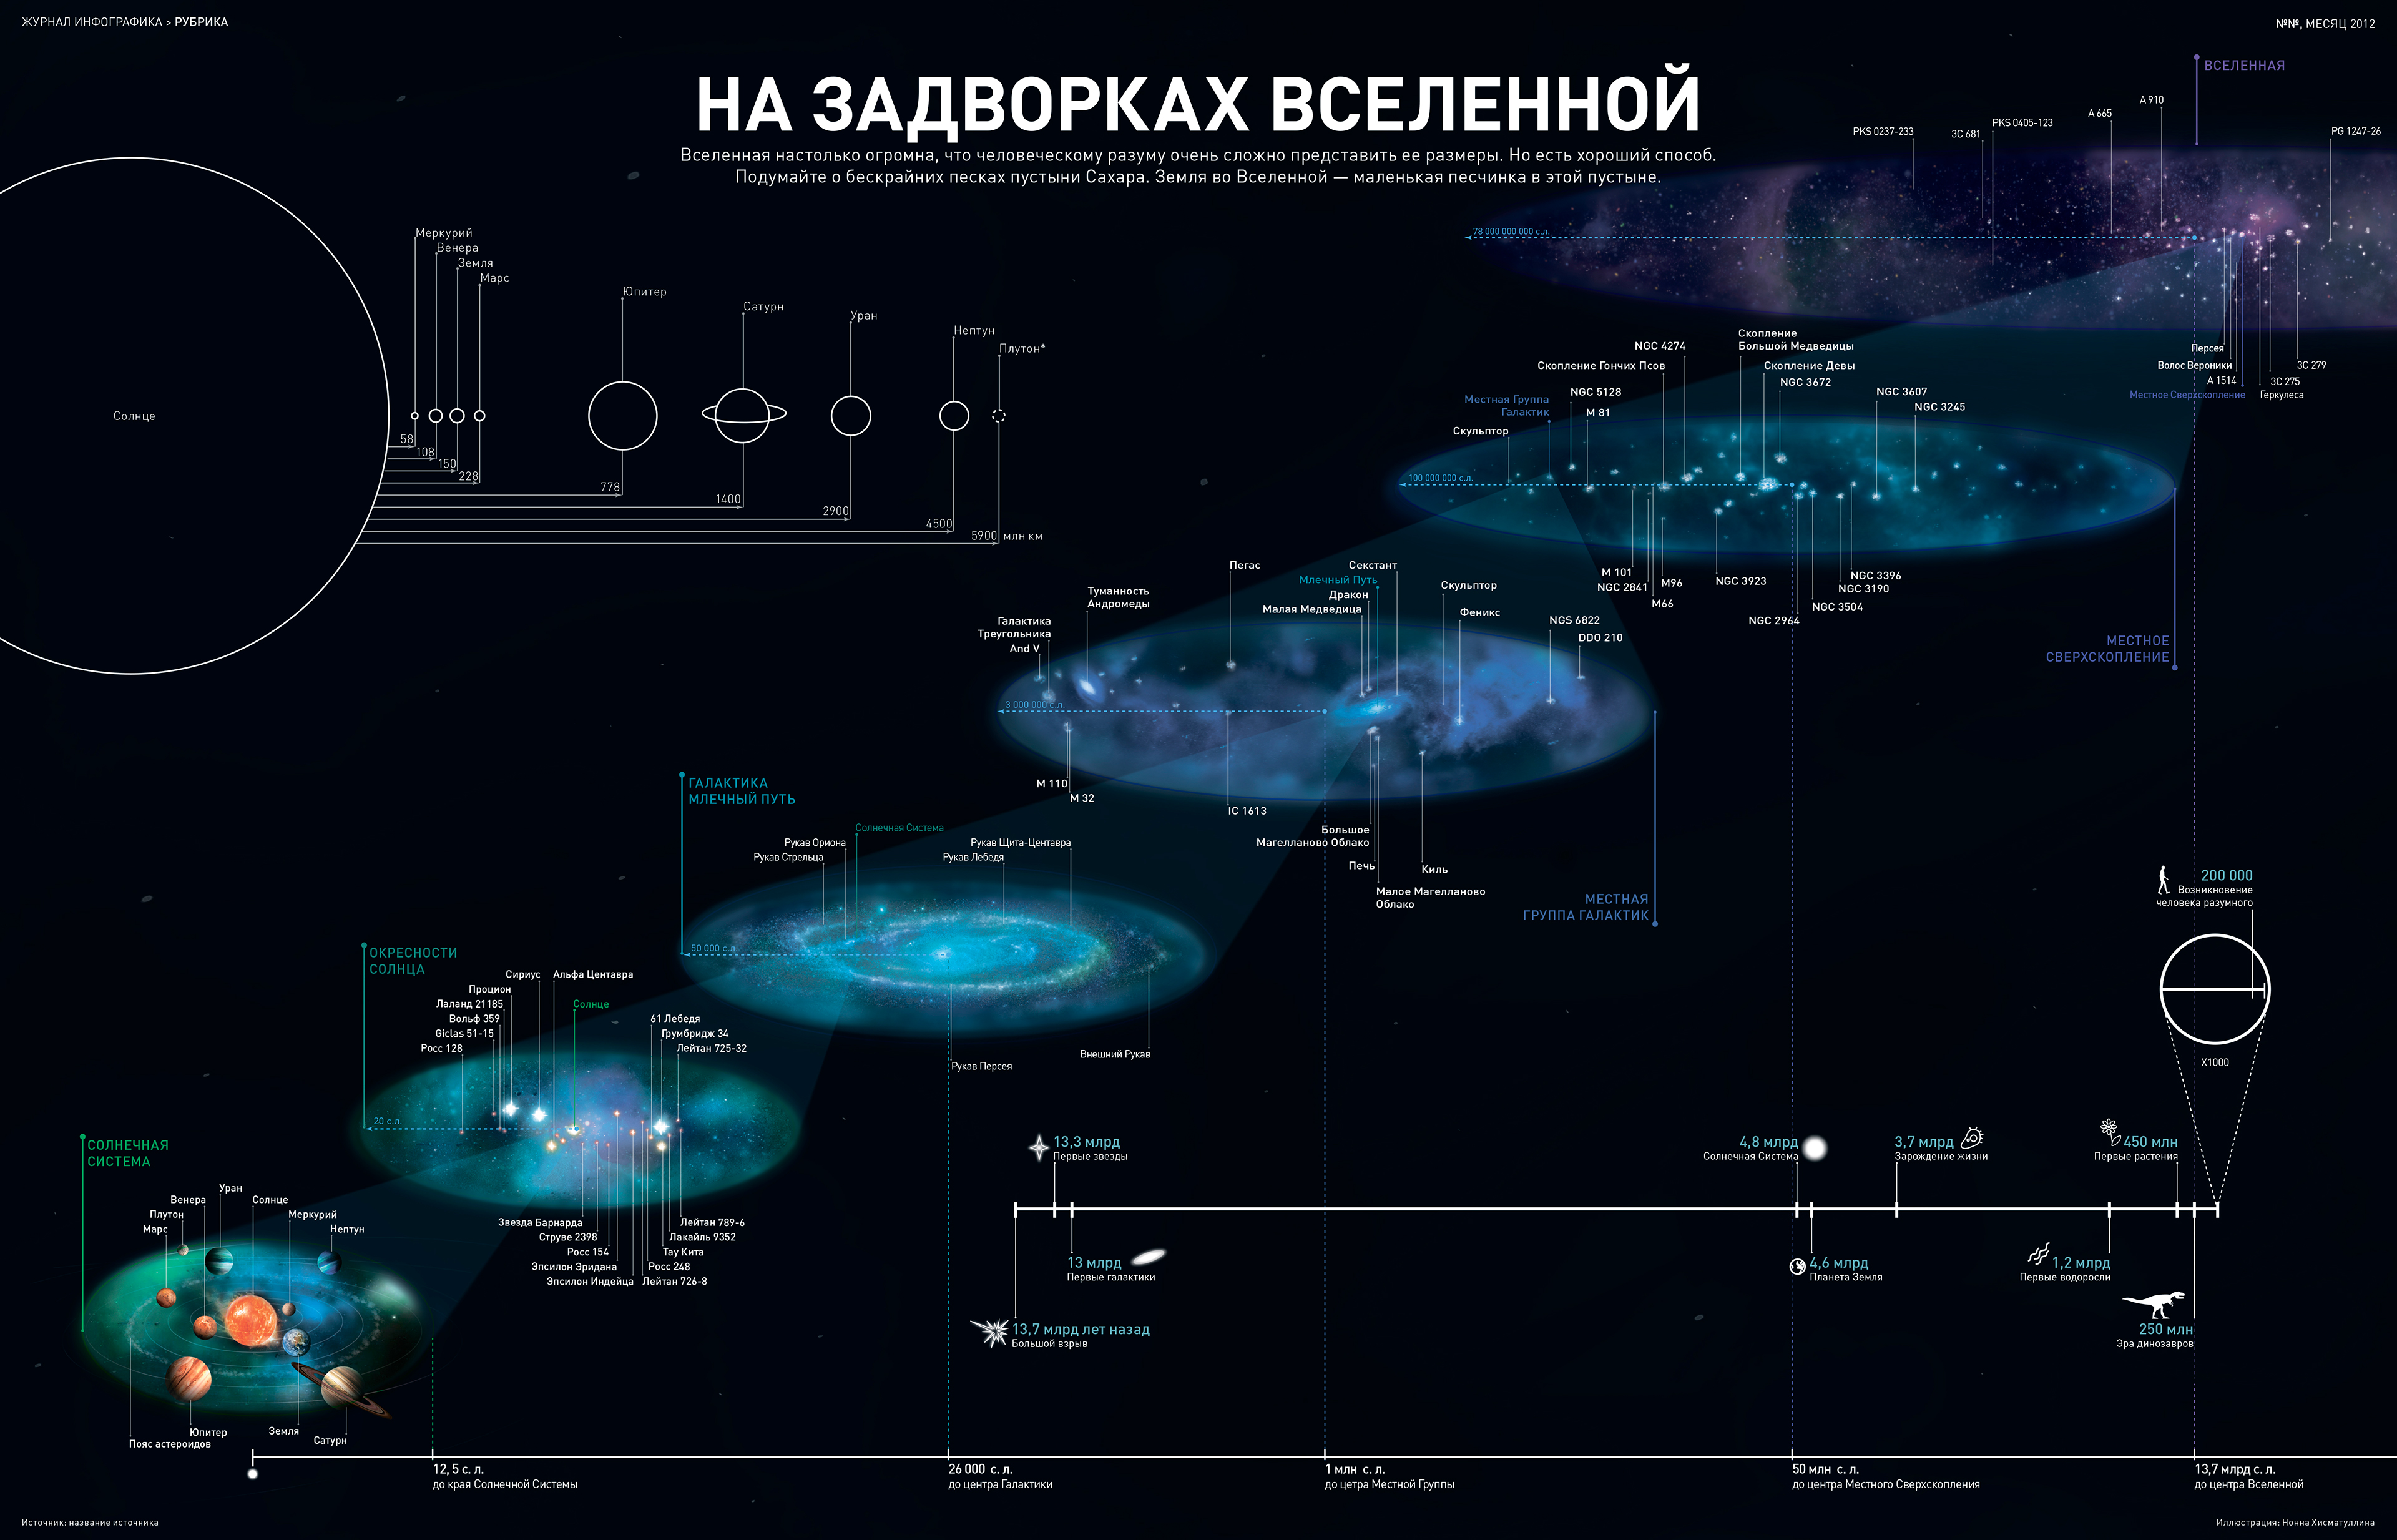 ЖУРНАЛ ИНФОГРАФИКА > РУБРИКА
№№, МЕСЯЦ 2012
НА ЗАДВОРКАХ ВСЕЛЕННОЙ
Вселенная настолько огромна, что человеческому разуму очень сложно представить ее размеры. Но есть хороший способ.
Подумайте о бескрайних песках пустыни Сахара. Земля во Вселенной — маленькая песчинка в этой пустыне.
Солнце
Меркурий
Венера
Земля
Марс
Юпитер
Сатурн
Уран
Нептун
Плутон*
58
108
150
228
778
1400
2900
4500
5900 млн км
ВСЕЛЕННАЯ
PKS 0237-233
3C 681
PKS 0405-123
A 665
A 910
PG 1247-26
78 000 000 000 с.л.
Персея
Волос Вероники
A 1514
Местное Сверхскопление
3C 279
3C 275
Геркулеса
Скопление
Большой Медведицы
NGC 4274
Скопление Гончих Псов
Скопление Девы
NGC 3672
NGC 5128
Местная Группа
Галактик
M 81
Скульптор
NGC 3607
NGC 3245
100 000 000 с.л.
M 101
NGC 2841
M96
M66
NGC 3923
NGC 2964
NGC 3396
NGC 3190
NGC 3504
МЕСТНОЕ
СВЕРХСКОПЛЕНИЕ
Пегас
Секстант
Млечный Путь
Дракон
Малая Медведица
Скульптор
Феникс
NGS 6822
DDO 210
Туманность
Андромеды
Галактика
Треугольника
And V
3 000 000 с.л.
M 110
M 32
IC 1613
Большое
Магелланово Облако
Печь
Киль
Малое Магелланово
Облако
МЕСТНАЯ
ГРУППА ГАЛАКТИК
ГАЛАКТИКА
МЛЕЧНЫЙ ПУТЬ
Солнечная Система
Рукав Ориона
Рукав Стрельца
Рукав Щита-Центавра
Рукав Лебедя
50 000 с.л.
Рукав Персея
Внешний Рукав
ОКРЕСНОСТИ
СОЛНЦА
Сириус
Альфа Центавра
Процион
Лаланд 21185
Вольф 359
Giclas 51-15
Росс 128
Солнце
61 Лебедя
Грумбридж 34
Лейтан 725-32
20 с.л.
Звезда Барнарда
Струве 2398
Росс 154
Эпсилон Эридана
Эпсилон Индейца
Лейтан 789-6
Лакайль 9352
Тау Кита
Росс 248
Лейтан 726-8
СОЛНЕЧНАЯ
СИСТЕМА
Уран
Венера
Солнце
Плутон
Меркурий
Марс
Нептун
Юпитер
Пояс астероидов
Земля
Сатурн
200 000
Возникновение
человека разумного
X1000
13,3 млрд
Первые звезды
4,8 млрд
Солнечная Система
3,7 млрд
Зарождение жизни
450 млн
Первые растения
13 млрд
Первые галактики
4,6 млрд
Планета Земля
1,2 млрд
Первые водоросли
13,7 млрд лет назад
Большой взрыв
250 млн
Эра динозавров
12, 5 с. л.
до края Солнечной Системы
26 000 с. л.
до центра Галактики
1 млн с. л.
до цетра Местной Группы
50 млн с. л.
до центра Местного Сверхскопления
13,7 млрд с. л.
до центра Вселенной
Источник: название источника
Иллюстрация: Нонна Хисматуллина